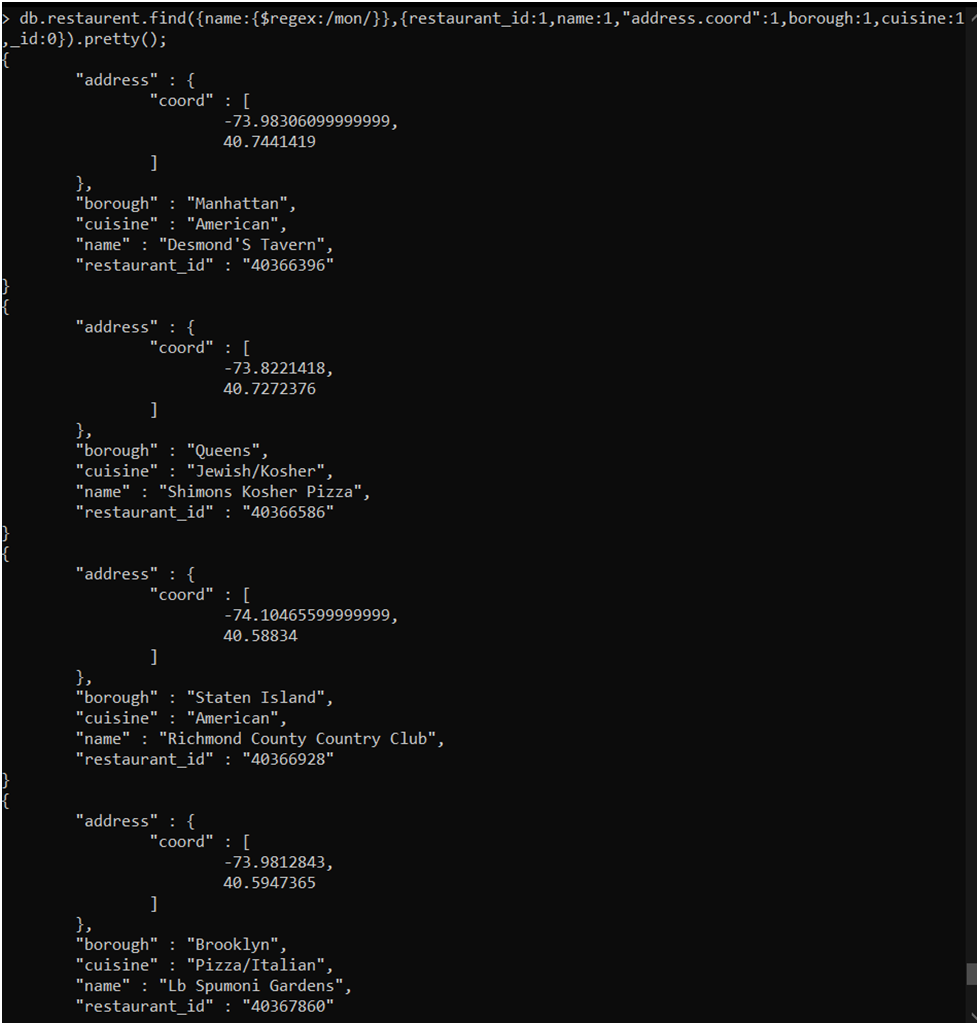 > db.restaurent.find({name:{$regex:/mon/}},{restaurant_id:1,name:1,"address.coord":1,borough:1,cuisine:1
,_id:0}).pretty();
{
        "address" : {
                "coord" : [
                        -73.98306099999999,
                        40.7441419
                ]
        },
        "borough" : "Manhattan",
        "cuisine" : "American",
        "name" : "Desmond'S Tavern",
        "restaurant_id" : "40366396"
}
{
        "address" : {
                "coord" : [
                        -73.8221418,
                        40.7272376
                ]
        },
        "borough" : "Queens",
        "cuisine" : "Jewish/Kosher",
        "name" : "Shimons Kosher Pizza",
        "restaurant_id" : "40366586"
}
{
        "address" : {
                "coord" : [
                        -74.10465599999999,
                        40.58834
                ]
        },
        "borough" : "Staten Island",
        "cuisine" : "American",
        "name" : "Richmond County Country Club",
        "restaurant_id" : "40366928"
}
{
        "address" : {
                "coord" : [
                        -73.9812843,
                        40.5947365
                ]
        },
        "borough" : "Brooklyn",
        "cuisine" : "Pizza/Italian",
        "name" : "Lb Spumoni Gardens",
        "restaurant_id" : "40367860"